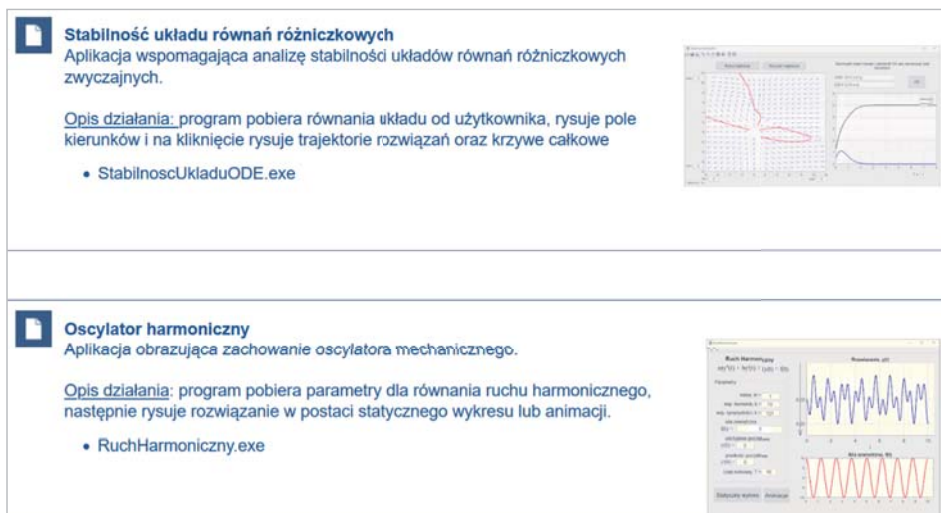 Stabilność układu równań różniczkowych
Aplikacja wspomagająca analizę stabilności układów równań różniczkowych
zwyczajnych.
Opis działania: program pobiera równania układu od użytkownika, rysuje pole
kierunków i na kliknięcie rysuje trajektorie rozwiązań oraz krzywe całkowe
• StabilnoscUkladuODE.exe
Oscylator harmoniczny
Aplikacja obrazująca zachowanie oscylatora mechanicznego.
Opis działania: program pobiera parametry dla równania ruchu harmonicznego,
następnie rysuje rozwiązanie w postaci statycznego wykresu lub animacji.
• RuchHarmoniczny.exe
Ruch Harmoniczny
Parametry
Statyczny wykres Animacja